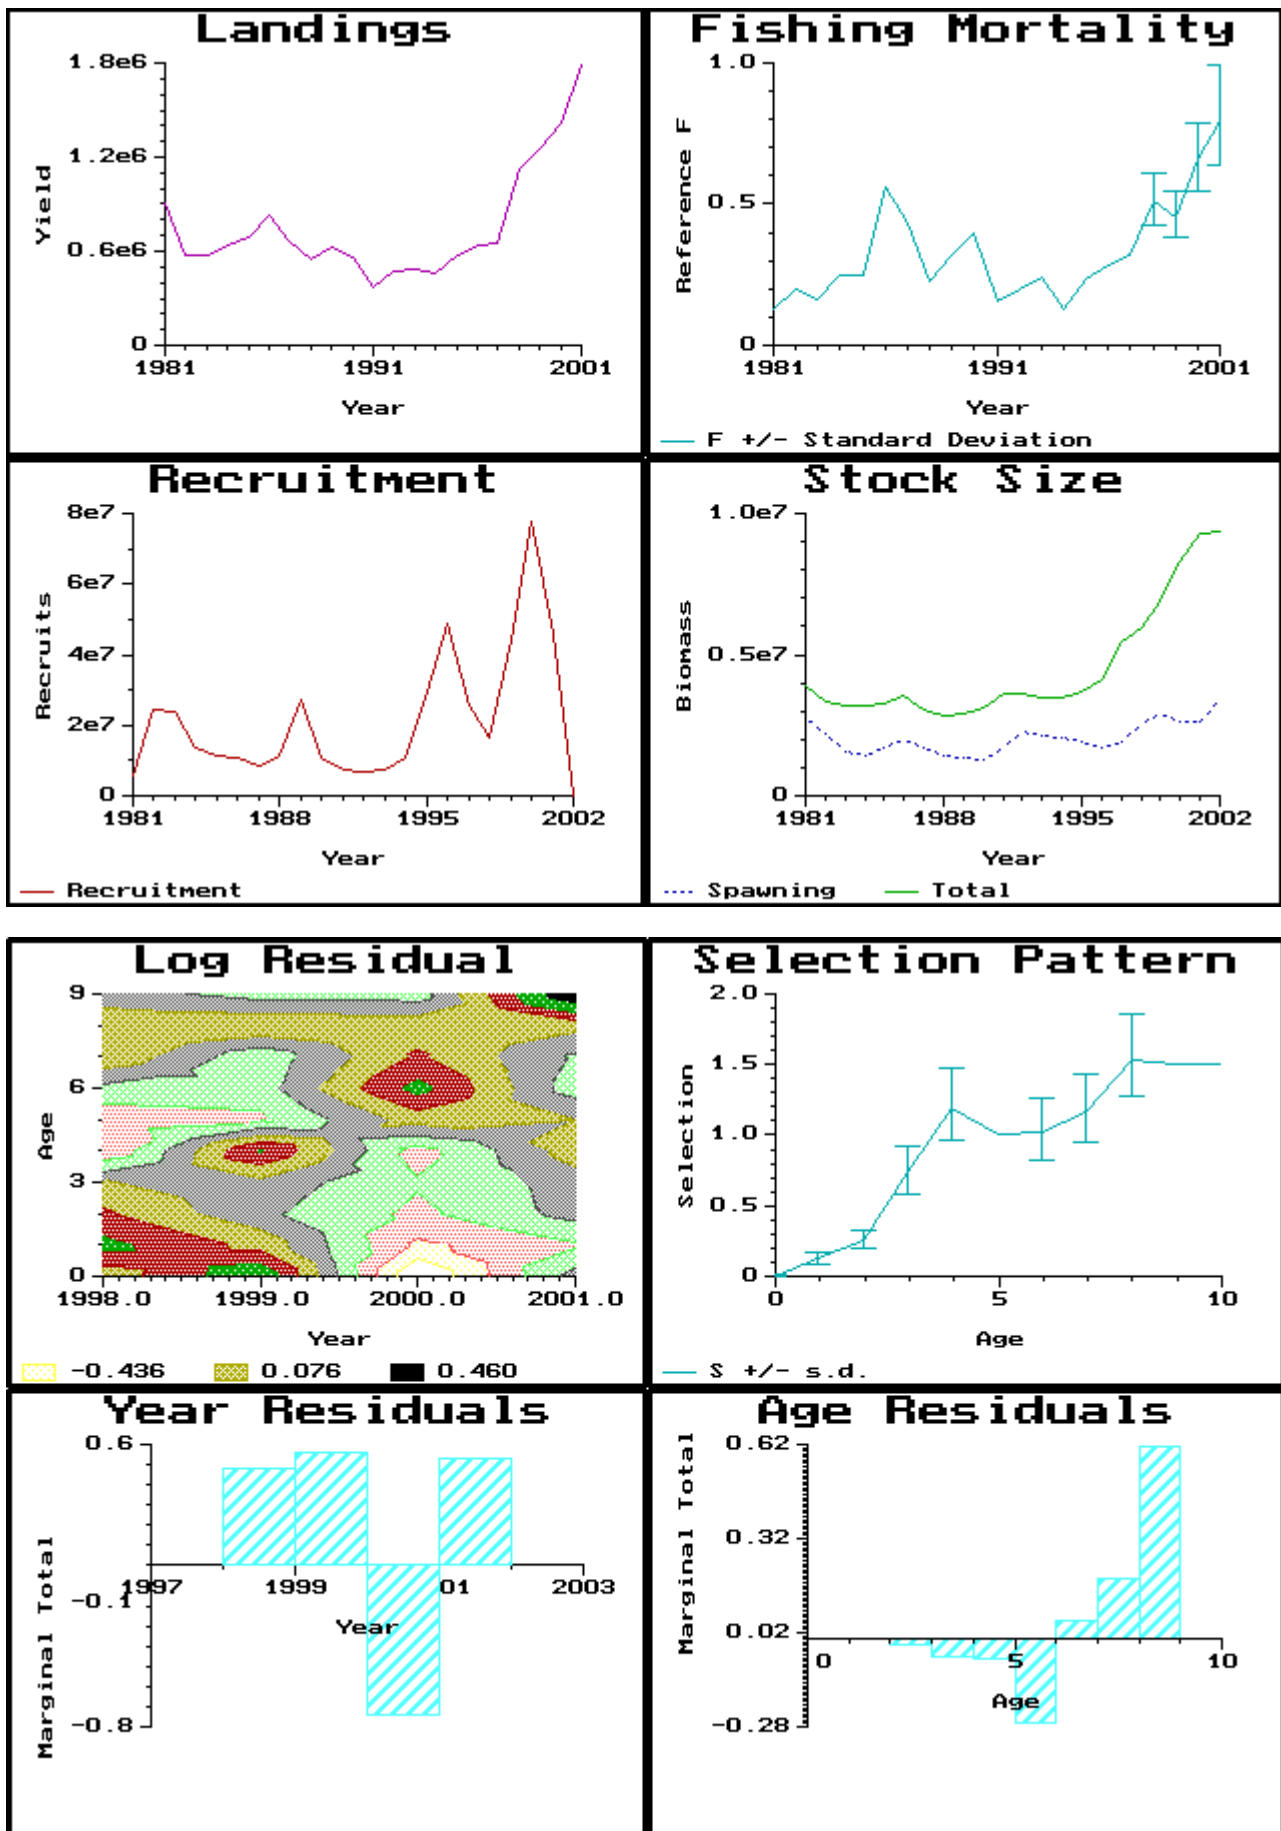 Landings
1.8e6
1.2e6
0.6e6
0
Yield
1981 1991 2001
Year
Fishing Mortality
1.0
0.5
0
Reference F
1981 1991 2001
Year
F +/- Standard Deviation
Recruitment
8e7
6e7
4e7
2e7
0
Recruits
1981 1988 1995 2002
Year
Recruitment
Stock Size
1.0e7
0.5e7
0
Biomass
1981 1988 1995 2002
Year
Spawning Total
Log Residual
9
6
3
0
Age
1998.0 1999.0 2000.0 2001.0
Year
-0.436 0.076 0.460
Selection Pattern
2.0
1.5
1.0
0.5
0
Selection
0 5 10
Age
S +/- s.d.
Year Residuals
0.6
-0.1
-0.8
Marginal Total
1997 1999 01 2003
Year
Age Residuals
0.62
0.32
0.02
-0.28
Marginal Total
0 5 10
Age